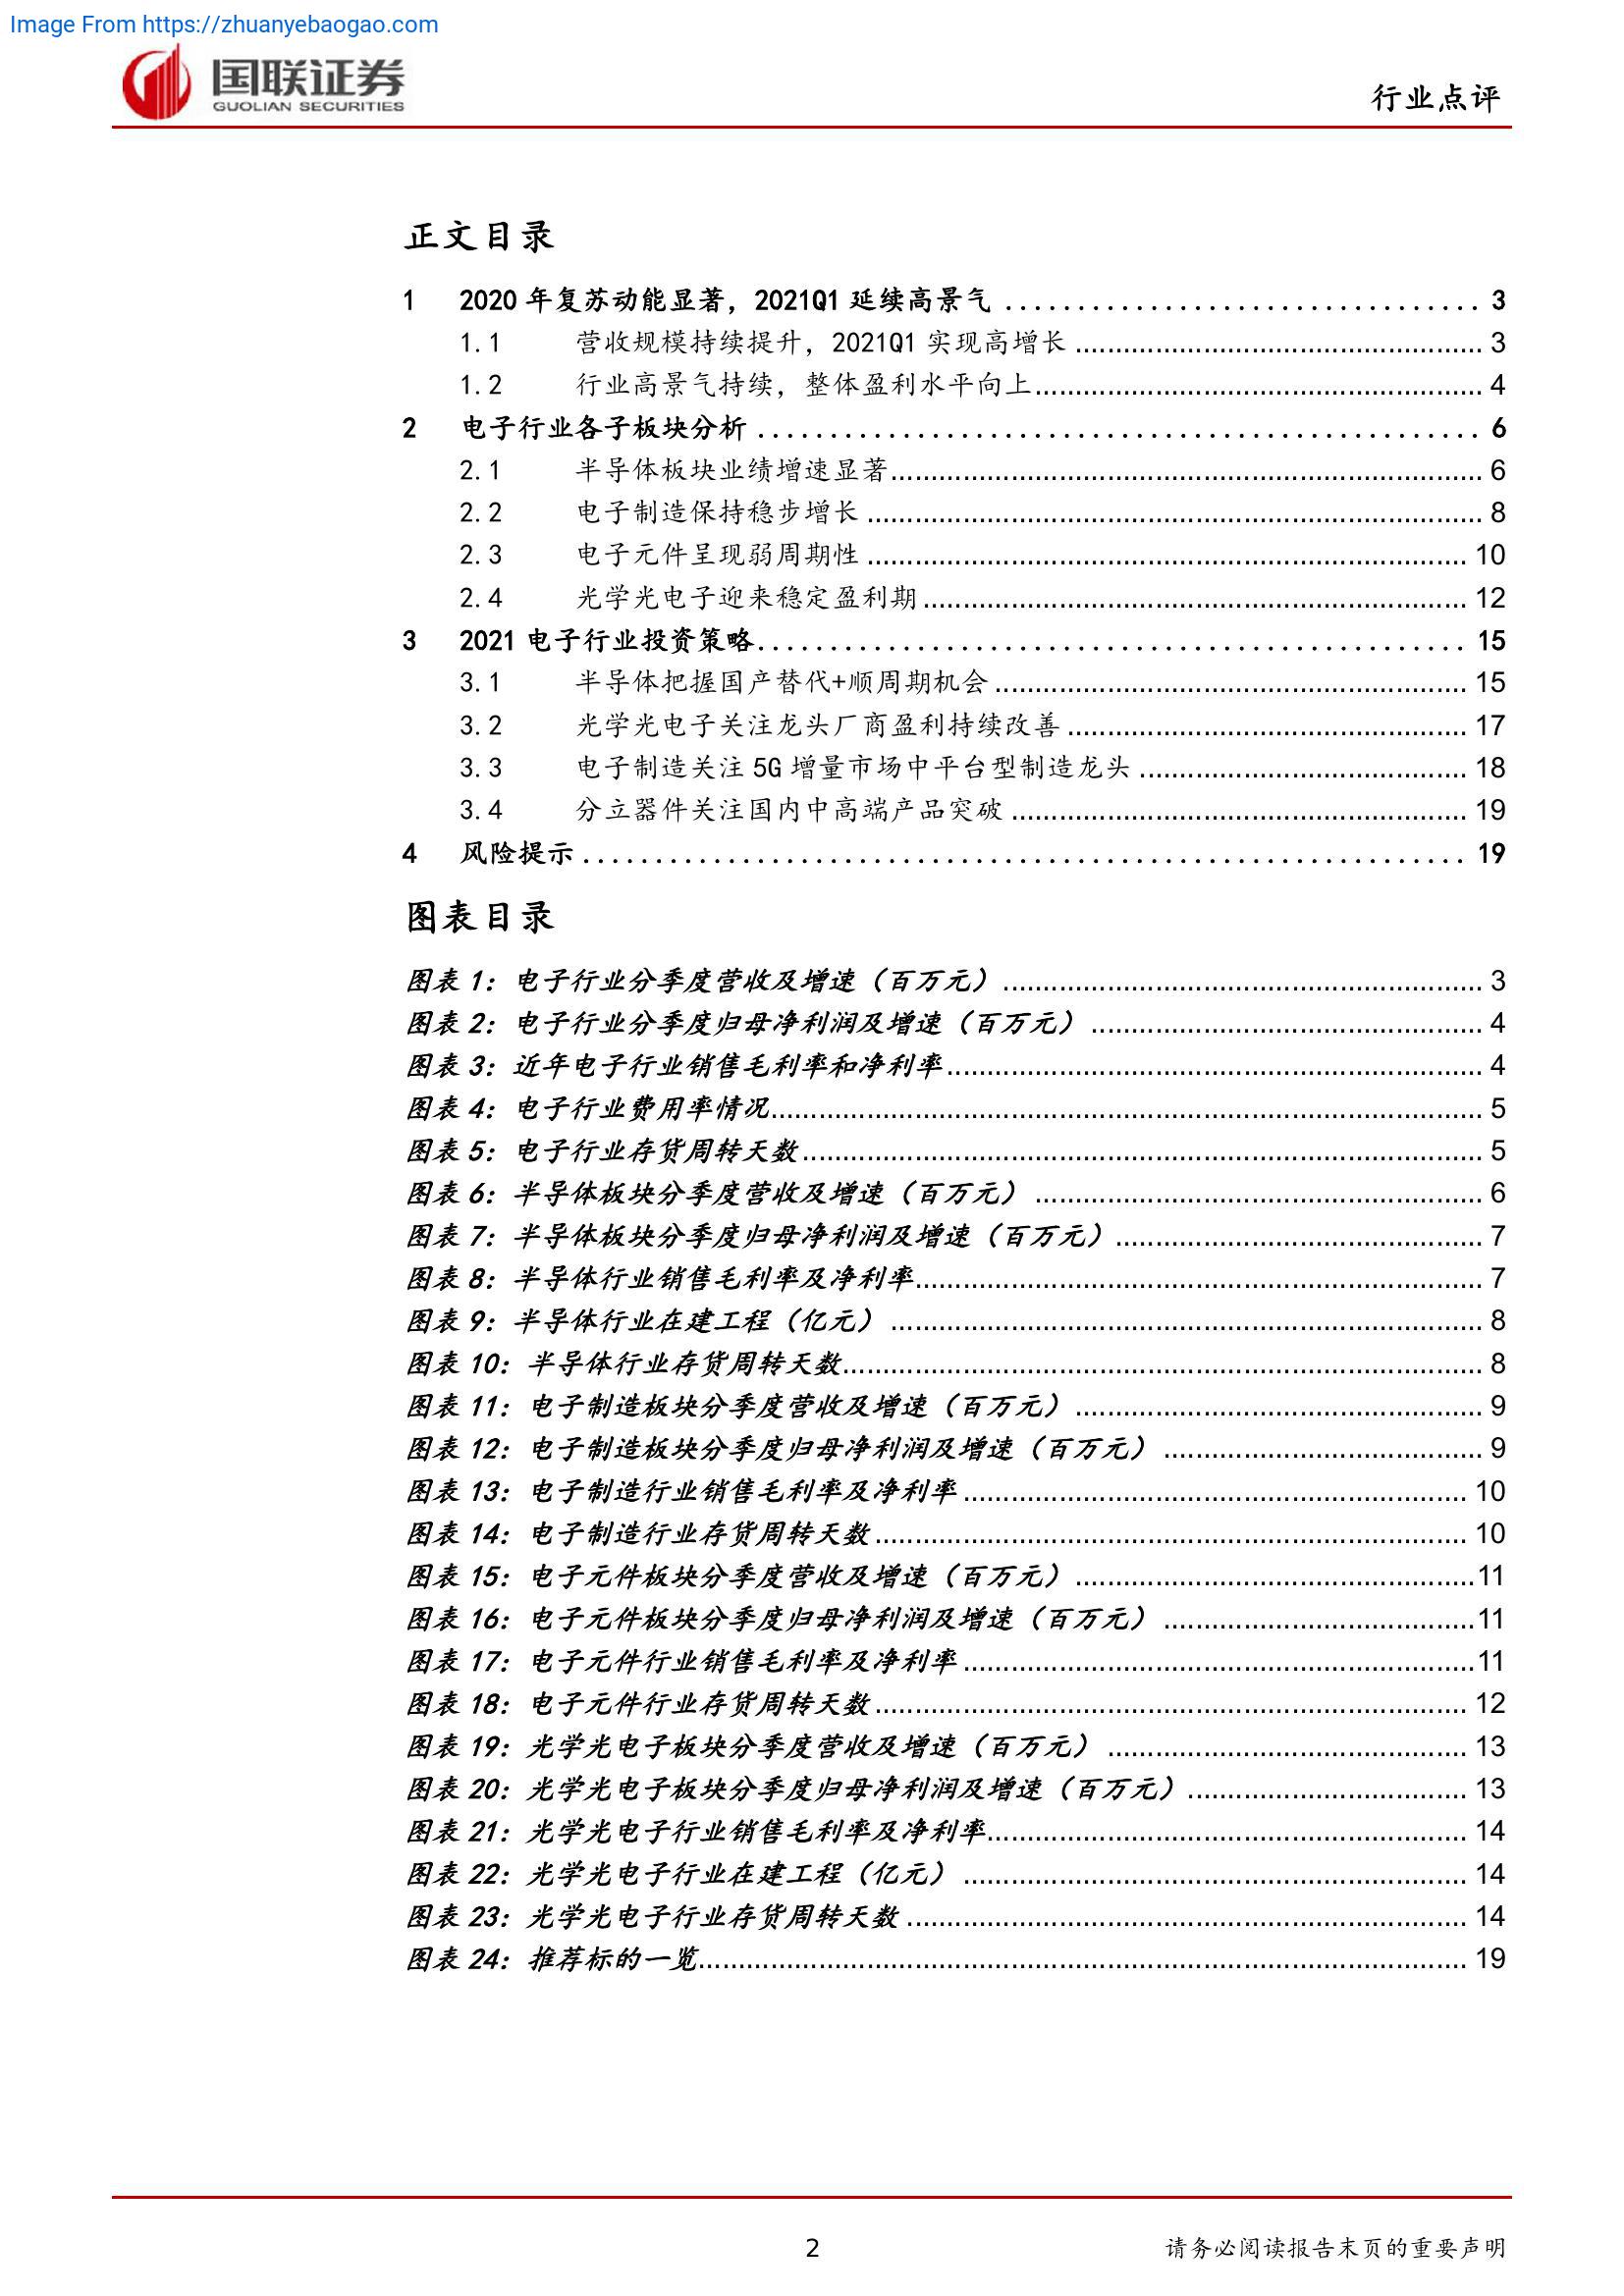 Image From https://zhuanyebaogao.com
国联证券
GUOLIAN SECURITIES
行业点评
正文目录
1 2020 年复苏动能显著，2021Q1 延续高景气 3
1.1 营收规模持续提升，2021Q1 实现高增长 3
1.2 行业高景气持续，整体盈利水平向上 4
2 电子行业各子板块分析 6
2.1 半导体板块业绩增速显著 6
2.2 电子制造保持稳步增长 8
2.3 电子元件呈现弱周期性 10
2.4 光学光电子迎来稳定盈利期 12
3 2021 电子行业投资策略 15
3.1 半导体把握国产替代+顺周期机会 15
3.2 光学光电子关注龙头厂商盈利持续改善 17
3.3 电子制造关注 5G 增量市场中平台型制造龙头 18
3.4 分立器件关注国内中高端产品突破 19
4 风险提示 19
图表目录
图表 1：电子行业分季度营收及增速（百万元） 3
图表 2：电子行业分季度归母净利润及增速（百万元） 4
图表 3：近年电子行业销售毛利率和净利率 4
图表 4：电子行业费用率情况 5
图表 5：电子行业存货周转天数 5
图表 6：半导体板块分季度营收及增速（百万元） 6
图表 7：半导体板块分季度归母净利润及增速（百万元） 7
图表 8：半导体行业销售毛利率及净利率 7
图表 9：半导体行业在建工程（亿元） 8
图表 10：半导体行业存货周转天数 8
图表 11：电子制造板块分季度营收及增速（百万元） 9
图表 12：电子制造板块分季度归母净利润及增速（百万元） 9
图表 13：电子制造行业销售毛利率及净利率 10
图表 14：电子制造行业存货周转天数 10
图表 15：电子元件板块分季度营收及增速（百万元） 11
图表 16：电子元件板块分季度归母净利润及增速（百万元） 11
图表 17：电子元件行业销售毛利率及净利率 11
图表 18：电子元件行业存货周转天数 12
图表 19：光学光电子板块分季度营收及增速（百万元） 13
图表 20：光学光电子板块分季度归母净利润及增速（百万元） 13
图表 21：光学光电子行业销售毛利率及净利率 14
图表 22：光学光电子行业在建工程（亿元） 14
图表 23：光学光电子行业存货周转天数 14
图表 24：推荐标的一览 19
2
请务必阅读报告末页的重要声明